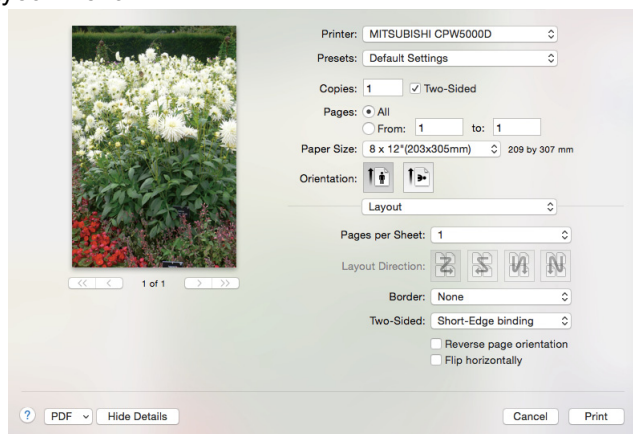 Printer: MITSUBISHI CPW5000D
Presets: Default Settings
Copies: 1 Two-Sided
Pages: All
From: 1 to: 1
Paper Size: 8 x 12"(203x305mm) 209 by 307 mm
Orientation:
Layout
Pages per Sheet: 1
Layout Direction:
Border: None
Two-Sided: Short-Edge binding
Reverse page orientation
Flip horizontally
<< < 1 of 1 > >>
? PDF Hide Details Cancel Print